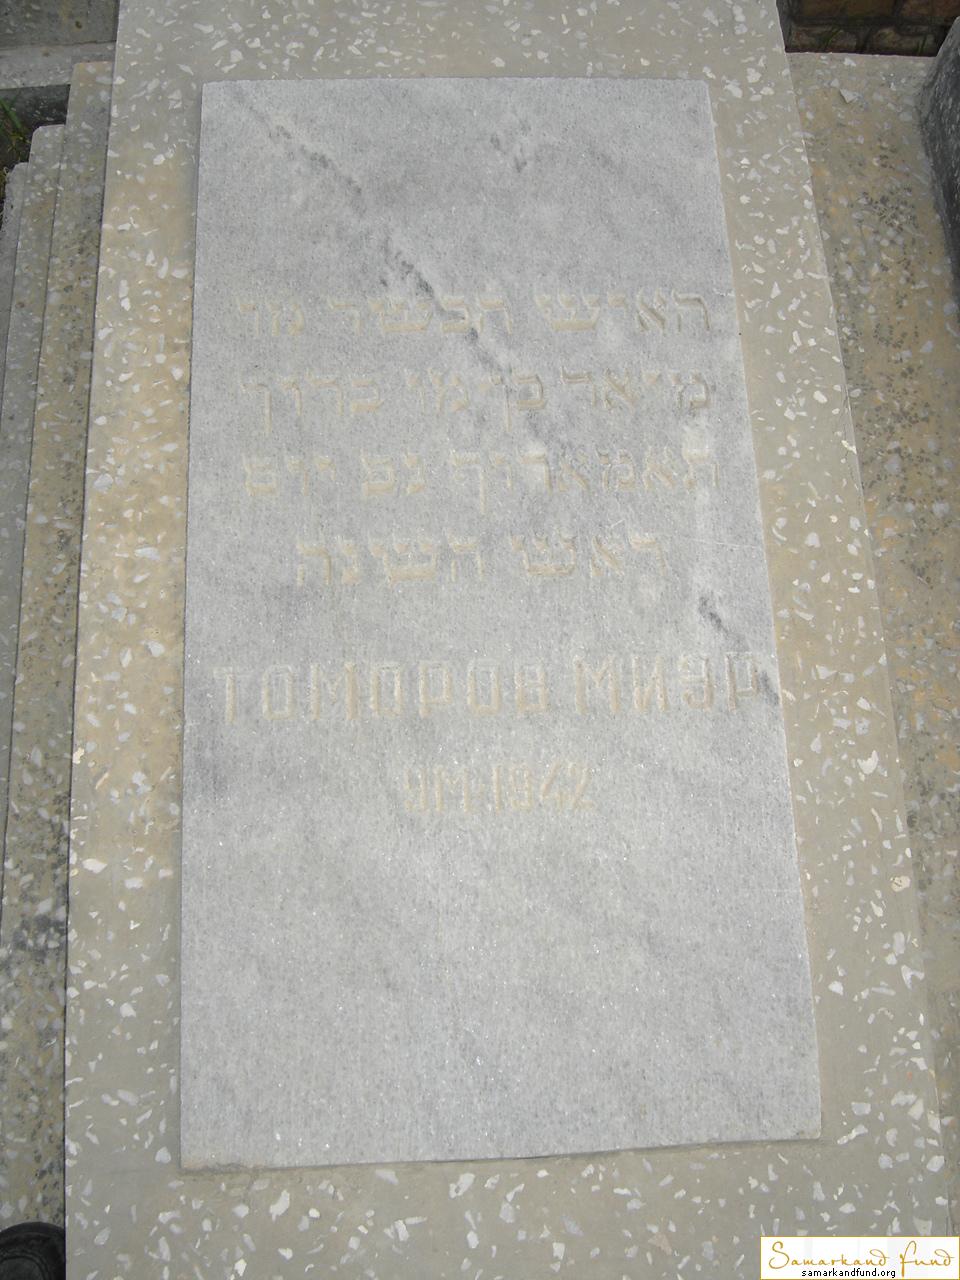 האיש הכשר מו
מיאר בן מו ברוך
תאמארוף נפ יום
ראש השנה
ТОМОРОВ МИЭР
УМ-1942
Samarkand fund
samarkandfund.org